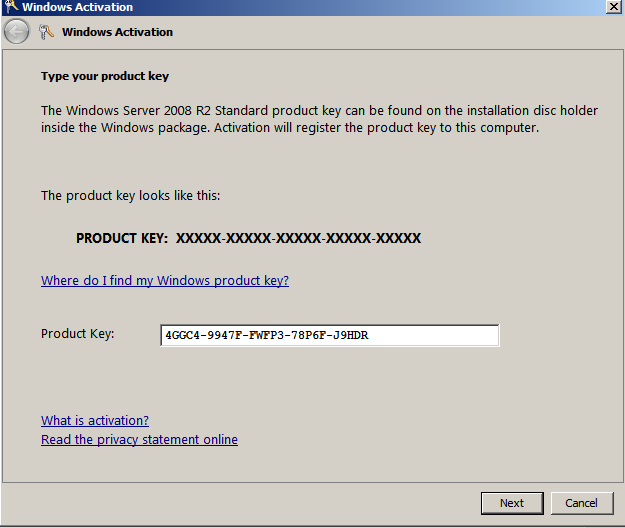 Windows Activation
Windows Activation
Type your product key
The Windows Server 2008 R2 Standard product key can be found on the installation disc holder
inside the Windows package. Activation will register the product key to this computer.
The product key looks like this:
PRODUCT KEY: XXXXX-XXXXX-XXXXX-XXXXX-XXXXX
Where do I find my Windows product key?
Product Key: 4GGC4-9947F-FWFP3-78P6F-J9HDR
What is activation?
Read the privacy statement online
Next Cancel